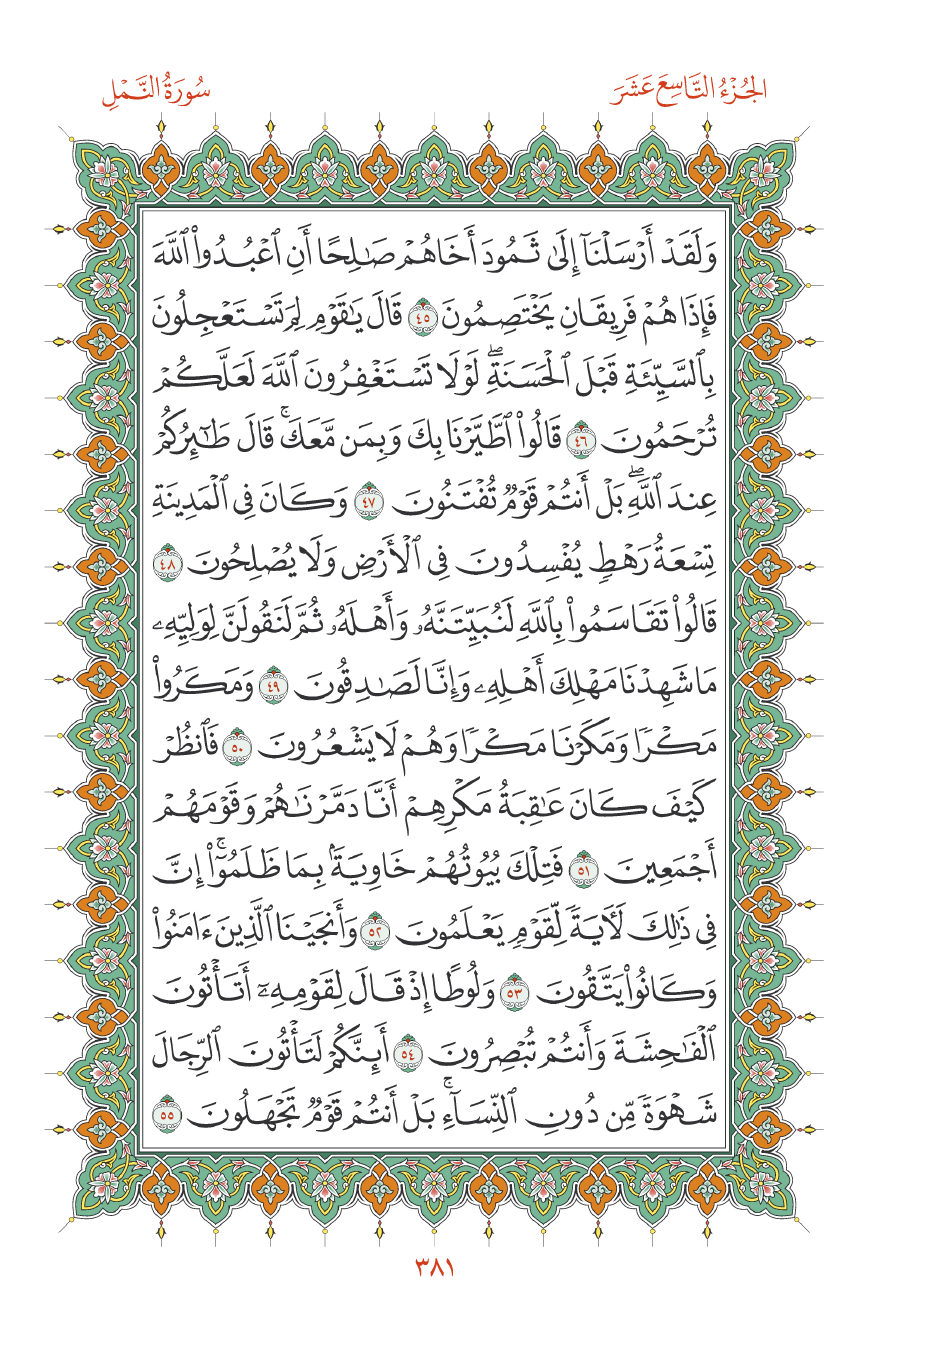 الجُزْءُ التَّاسِعَ عَشَرَ
سُورَةُ النَّمْلِ
وَلَقَدْ أَرْسَلْنَآ إِلَىٰ ثَمُودَ أَخَاهُمْ صَٰلِحًا أَنِ ٱعْبُدُوا۟ ٱللَّهَ
فَإِذَا هُمْ فَرِيقَانِ يَخْتَصِمُونَ ٤٥ قَالَ يَٰقَوْمِ لِمَ تَسْتَعْجِلُونَ
بِٱلسَّيِّئَةِ قَبْلَ ٱلْحَسَنَةِ ۖ لَوْلَا تَسْتَغْفِرُونَ ٱللَّهَ لَعَلَّكُمْ
تُرْحَمُونَ ٤٦ قَالُوا۟ ٱطَّيَّرْنَا بِكَ وَبِمَن مَّعَكَ ۚ قَالَ طَٰٓئِرُكُمْ
عِندَ ٱللَّهِ ۖ بَلْ أَنتُمْ قَوْمٌ تُفْتَنُونَ ٤٧ وَكَانَ فِى ٱلْمَدِينَةِ
تِسْعَةُ رَهْطٍ يُفْسِدُونَ فِى ٱلْأَرْضِ وَلَا يُصْلِحُونَ ٤٨
قَالُوا۟ تَقَاسَمُوا۟ بِٱللَّهِ لَنُبَيِّتَنَّهُۥ وَأَهْلَهُۥ ثُمَّ لَنَقُولَنَّ لِوَلِيِّهِۦ
مَا شَهِدْنَا مَهْلِكَ أَهْلِهِۦ وَإِنَّا لَصَٰدِقُونَ ٤٩ وَمَكَرُوا۟
مَكْرًا وَمَكَرْنَا مَكْرًا وَهُمْ لَا يَشْعُرُونَ ٥٠ فَٱنظُرْ
كَيْفَ كَانَ عَٰقِبَةُ مَكْرِهِمْ أَنَّا دَمَّرْنَٰهُمْ وَقَوْمَهُمْ
أَجْمَعِينَ ٥١ فَتِلْكَ بُيُوتُهُمْ خَاوِيَةًۢ بِمَا ظَلَمُوٓا۟ ۗ إِنَّ
فِى ذَٰلِكَ لَءَايَةً لِّقَوْمٍ يَعْلَمُونَ ٥٢ وَأَنجَيْنَا ٱلَّذِينَ ءَامَنُوا۟
وَكَانُوا۟ يَتَّقُونَ ٥٣ وَلُوطًا إِذْ قَالَ لِقَوْمِهِۦٓ أَتَأْتُونَ
ٱلْفَٰحِشَةَ وَأَنتُمْ تُبْصِرُونَ ٥٤ أَئِنَّكُمْ لَتَأْتُونَ ٱلرِّجَالَ
شَهْوَةً مِّن دُونِ ٱلنِّسَآءِ ۚ بَلْ أَنتُمْ قَوْمٌ تَجْهَلُونَ ٥٥
٣٨١